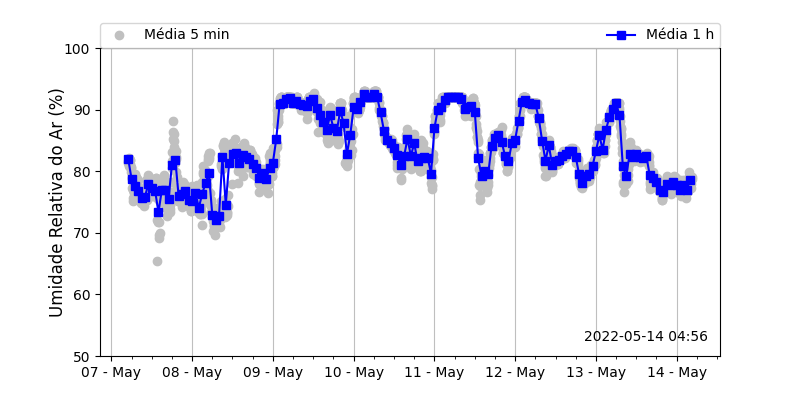 Média 5 min
Média 1 h
Umidade Relativa do Ar (%)
100
90
80
70
60
50
2022-05-14 04:56
07 - May
08 - May
09 - May
10 - May
11 - May
12 - May
13 - May
14 - May